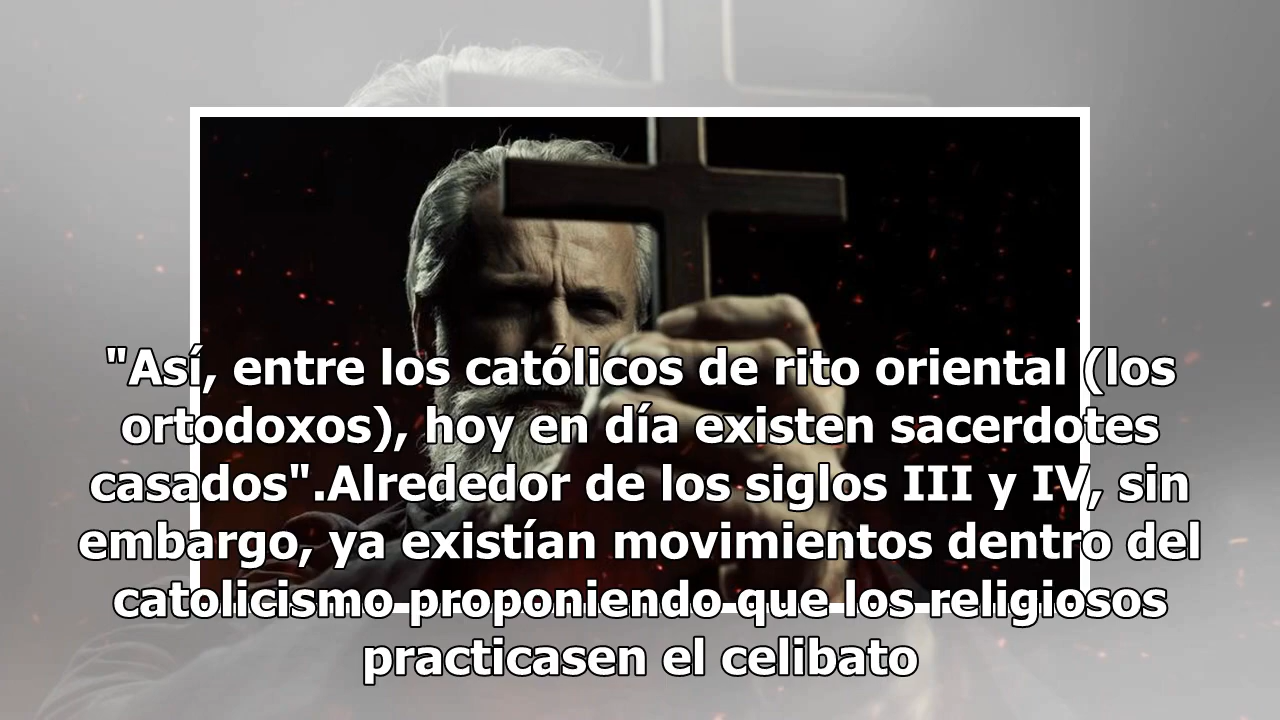 "Así, entre los católicos de rito oriental (los
ortodoxos), hoy en día existen sacerdotes
casados".Alrededor de los siglos III y IV, sin
embargo, ya existían movimientos dentro del
catolicismo proponiendo que los religiosos
practicasen el celibato